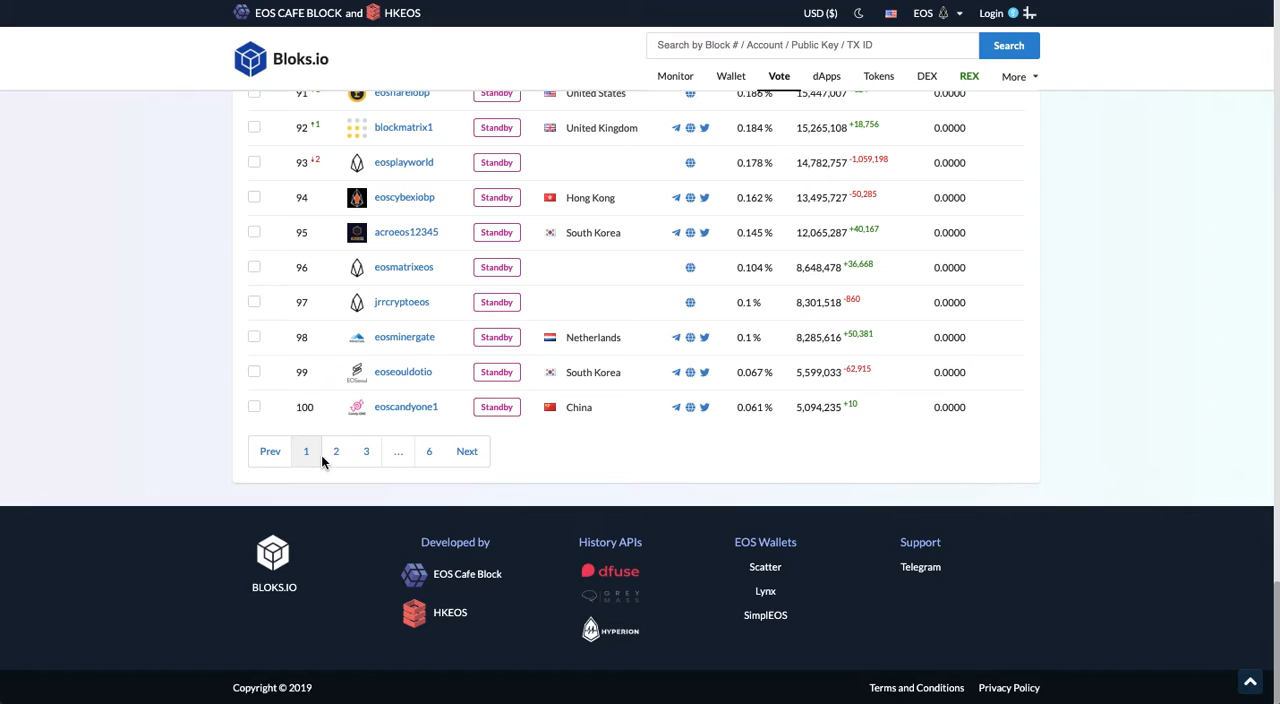 EOS CAFE BLOCK and HKEOS USD ($) EOS Login
Bloks.io Search by Block # / Account / Public Key / TX ID Search
Monitor Wallet Vote dApps Tokens DEX REX More
91 eosharefobp Standby United States 0.186 % 15,447,007 0.0000
92 ↑1 blockmatrix1 Standby United Kingdom 0.184 % 15,265,108 +18,756 0.0000
93 ↓2 eosplayworld Standby 0.178 % 14,782,757 -1,059,198 0.0000
94 eoscybexiobp Standby Hong Kong 0.162 % 13,495,727 -50,285 0.0000
95 acroeos12345 Standby South Korea 0.145 % 12,065,287 +40,167 0.0000
96 eosmatrixeos Standby 0.104 % 8,648,478 +36,668 0.0000
97 jrrcryptoeos Standby 0.1 % 8,301,518 -860 0.0000
98 eosminergate Standby Netherlands 0.1 % 8,285,616 +50,381 0.0000
99 EOSeoul eoseouldotio Standby South Korea 0.067 % 5,599,033 -62,915 0.0000
100 eoscandyone1 Standby China 0.061 % 5,094,235 +10 0.0000
Prev 1 2 3 ... 6 Next
Developed by History APIs EOS Wallets Support
EOS Cafe Block dfuse Scatter Telegram
BLOKS.IO GREYMASS Lynx
HKEOS HYPERION SimplEOS
Copyright © 2019 Terms and Conditions Privacy Policy